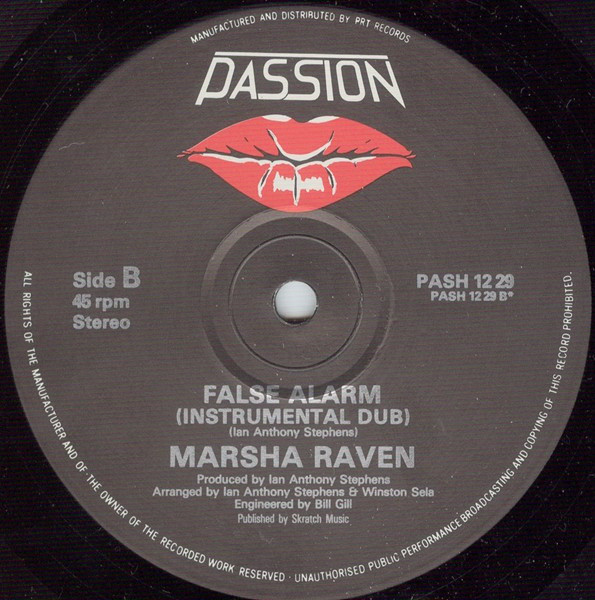 MANUFACTURED AND DISTRIBUTED BY PRT RECORDS
PASSION
Side B
45 rpm
Stereo
PASH 12 29
PASH 12 29 B*
FALSE ALARM
(INSTRUMENTAL DUB)
(Ian Anthony Stephens)
MARSHA RAVEN
Produced by Ian Anthony Stephens
Arranged by Ian Anthony Stephens & Winston Sela
Engineered by Bill Gill
Published by Skratch Music
ALL RIGHTS OF THE MANUFACTURER AND OF THE OWNER OF THE RECORDED WORK RESERVED · UNAUTHORISED PUBLIC PERFORMANCE BROADCASTING AND COPYING OF THIS RECORD PROHIBITED.